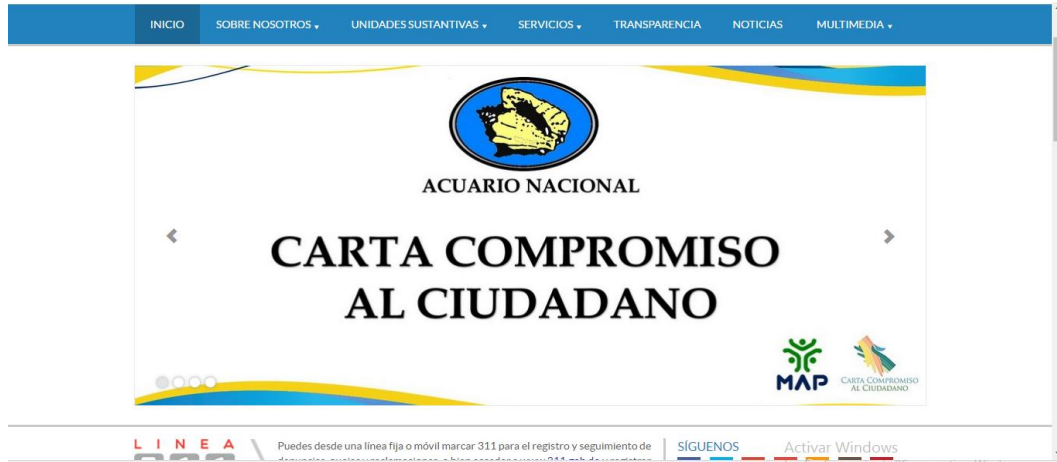 INICIO SOBRE NOSOTROS UNIDADES SUSTANTIVAS SERVICIOS TRANSPARENCIA NOTICIAS MULTIMEDIA
ACUARIO NACIONAL
CARTA COMPROMISO
AL CIUDADANO
MAP
CARTA COMPROMISO
AL CIUDADANO
LINEA
Puedes desde una línea fija o móvil marcar 311 para el registro y seguimiento de
SÍGUENOS
Activar Windows